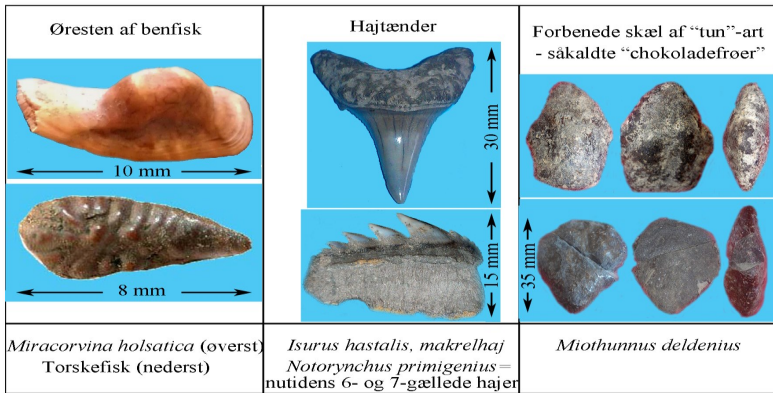 Øresten af benfisk
10 mm
8 mm
Miracorvina holsatica (øverst)
Torskefisk (nederst)
Hajtænder
30 mm
15 mm
Isurus hastalis, makrelhaj
Notorynchus primigenius =
nutidens 6- og 7-gællede hajer
Forbenede skæl af “tun”-art
- såkaldte “chokoladefrøer”
35 mm
Miothunnus deldenius